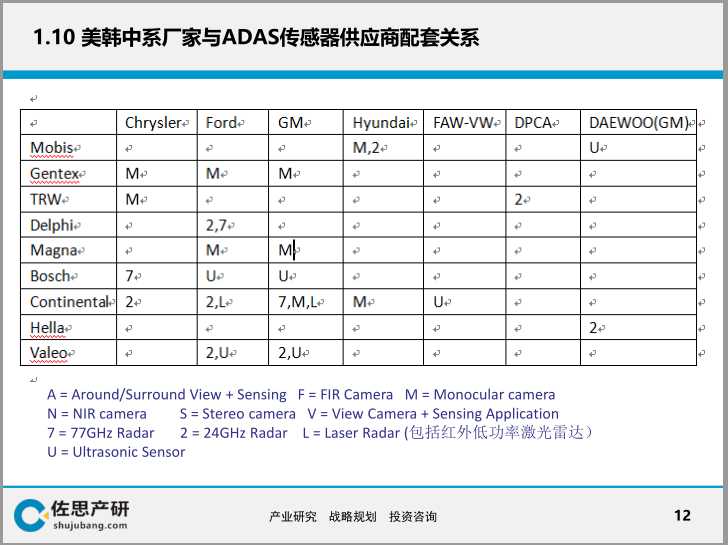 1.10 美韩中系厂家与ADAS传感器供应商配套关系
Chrysler Ford GM Hyundai FAW-VW DPCA DAEWOO(GM)
Mobis M,2 U
Gentex M M M
TRW M 2
Delphi 2,7
Magna M M
Bosch 7 U U
Continental 2 2,L 7,M,L M U
Hella 2
Valeo 2,U 2,U
A = Around/Surround View + Sensing F = FIR Camera M = Monocular camera
N = NIR camera S = Stereo camera V = View Camera + Sensing Application
7 = 77GHz Radar 2 = 24GHz Radar L = Laser Radar (包括红外低功率激光雷达）
U = Ultrasonic Sensor
佐思产研
shujubang.com
产业研究 战略规划 投资咨询
12